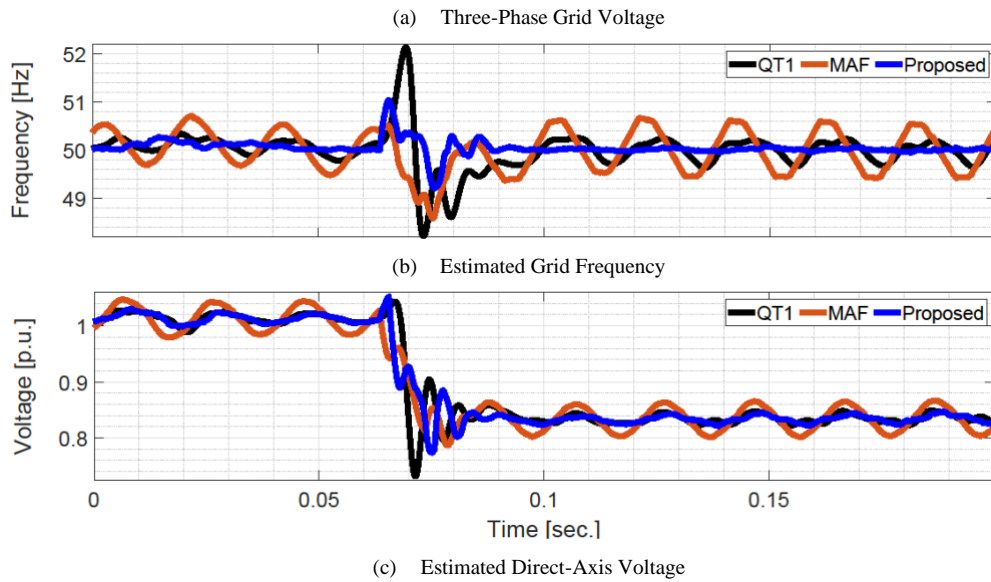 (a) Three-Phase Grid Voltage
Frequency [Hz]
52
51
50
49
QT1 MAF Proposed
(b) Estimated Grid Frequency
Voltage [p.u.]
1
0.9
0.8
QT1 MAF Proposed
0 0.05 0.1 0.15
Time [sec.]
(c) Estimated Direct-Axis Voltage